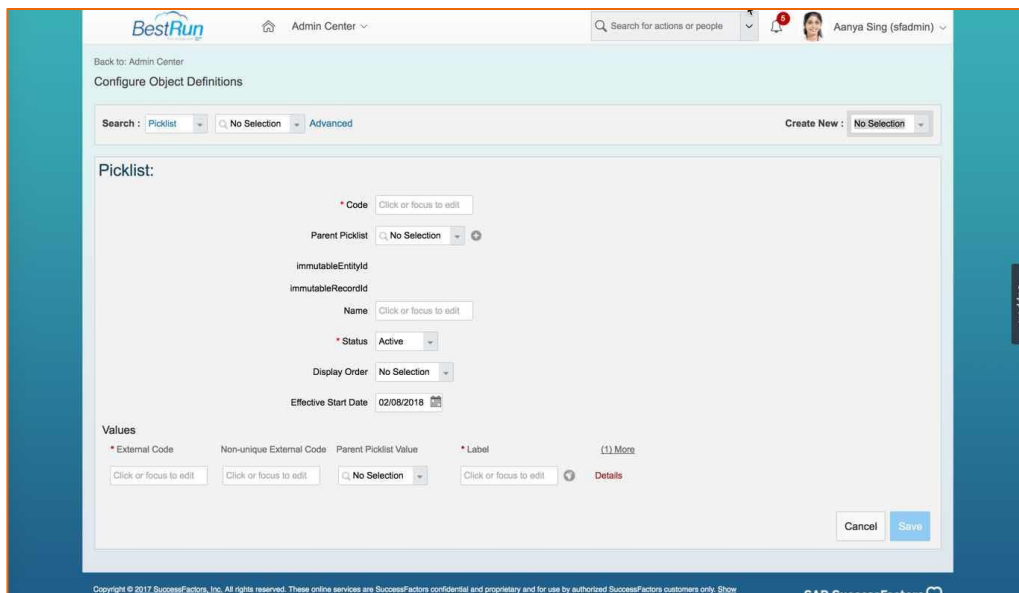 BestRun
Admin Center
Search for actions or people
5
Aanya Sing (sfadmin)
Back to: Admin Center
Configure Object Definitions
Search : Picklist No Selection Advanced Create New : No Selection
Picklist:
* Code Click or focus to edit
Parent Picklist No Selection
immutableEntityId
immutableRecordId
Name Click or focus to edit
* Status Active
Display Order No Selection
Effective Start Date 02/08/2018
Values
* External Code Non-unique External Code Parent Picklist Value * Label (1) More
Click or focus to edit Click or focus to edit No Selection Click or focus to edit Details
Cancel Save
Copyright © 2017 SuccessFactors, Inc. All rights reserved. These online services are SuccessFactors confidential and proprietary and for use by authorized SuccessFactors customers only. Show
SAP SuccessFactors